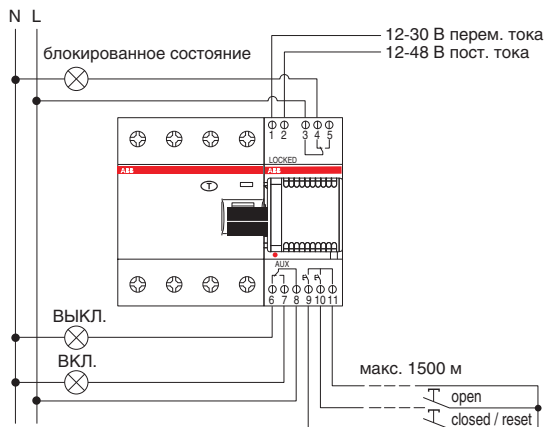 N L
12-30 В перем. тока
12-48 В пост. тока
блокированное состояние
1 2 3 4 5
LOCKED
ABB ABB
T
AUX
6 7 8 9 10 11
ВЫКЛ.
ВКЛ.
макс. 1500 м
open
closed / reset